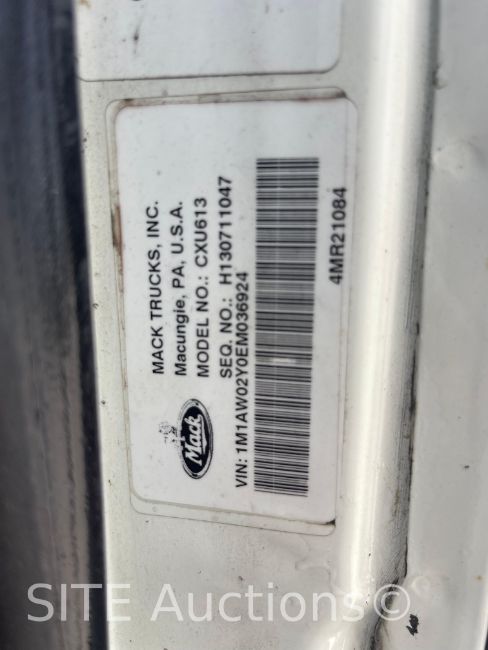 MACK TRUCKS, INC.
Macungie, PA, U.S.A.
MODEL NO.: CXU613
SEQ. NO.: H130711047
VIN: 1M1AW02Y0EM036924
4MR21084
Mack
SITE Auctions©